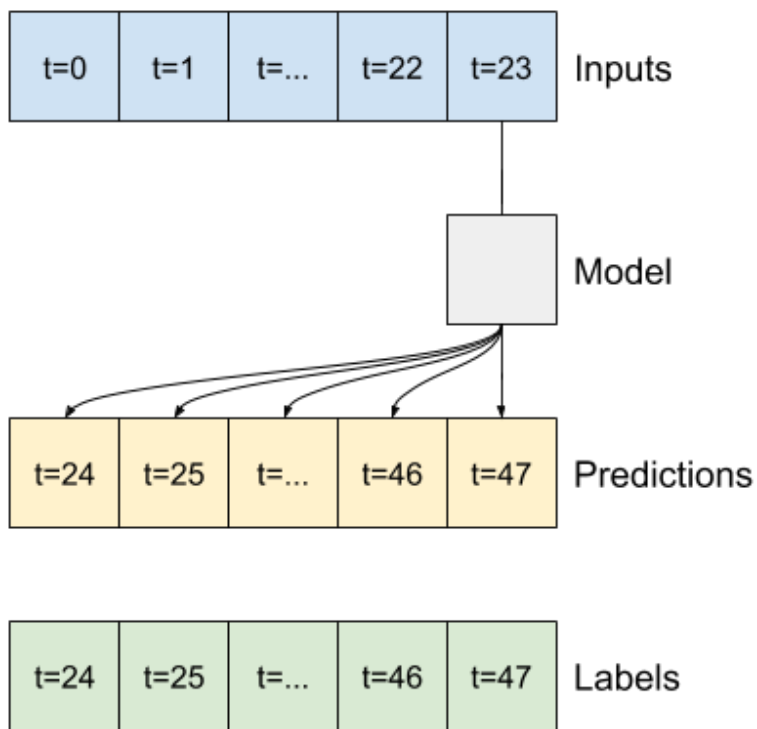 t=0 t=1 t=... t=22 t=23 Inputs
Model
t=24 t=25 t=... t=46 t=47 Predictions
t=24 t=25 t=... t=46 t=47 Labels